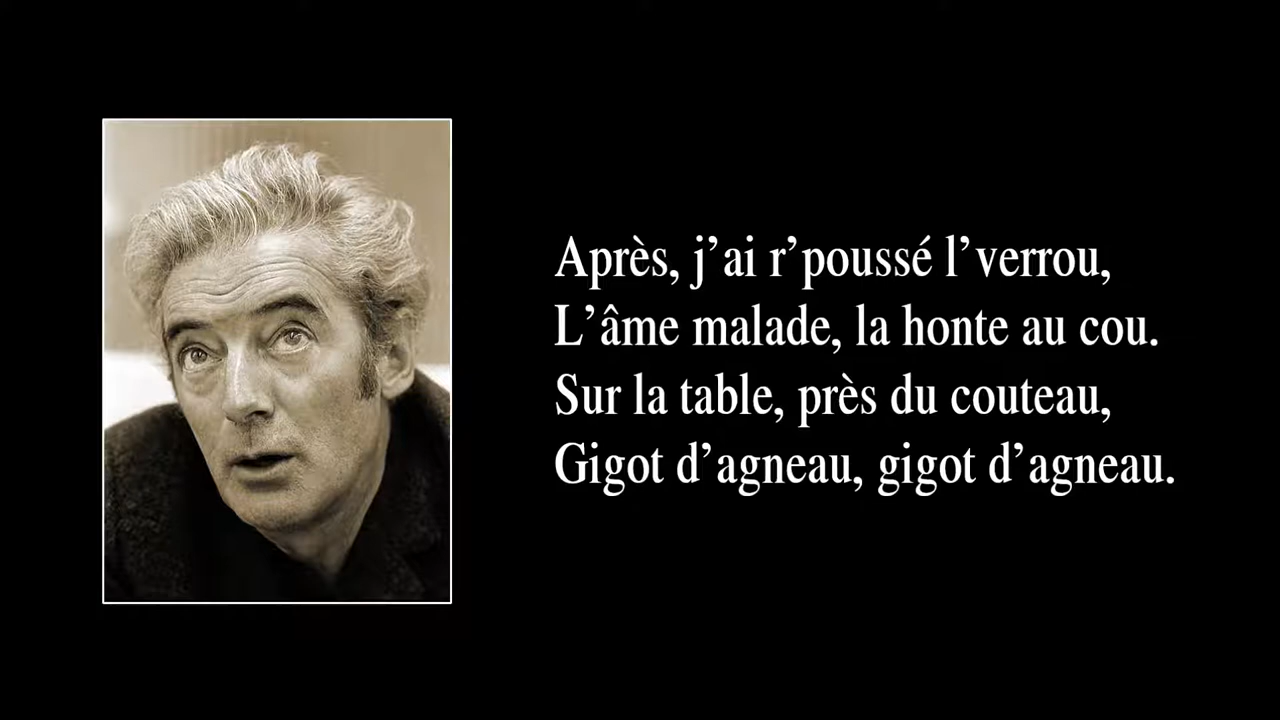 Après, j’ai r’poussé l’verrou,
L’âme malade, la honte au cou.
Sur la table, près du couteau,
Gigot d’agneau, gigot d’agneau.